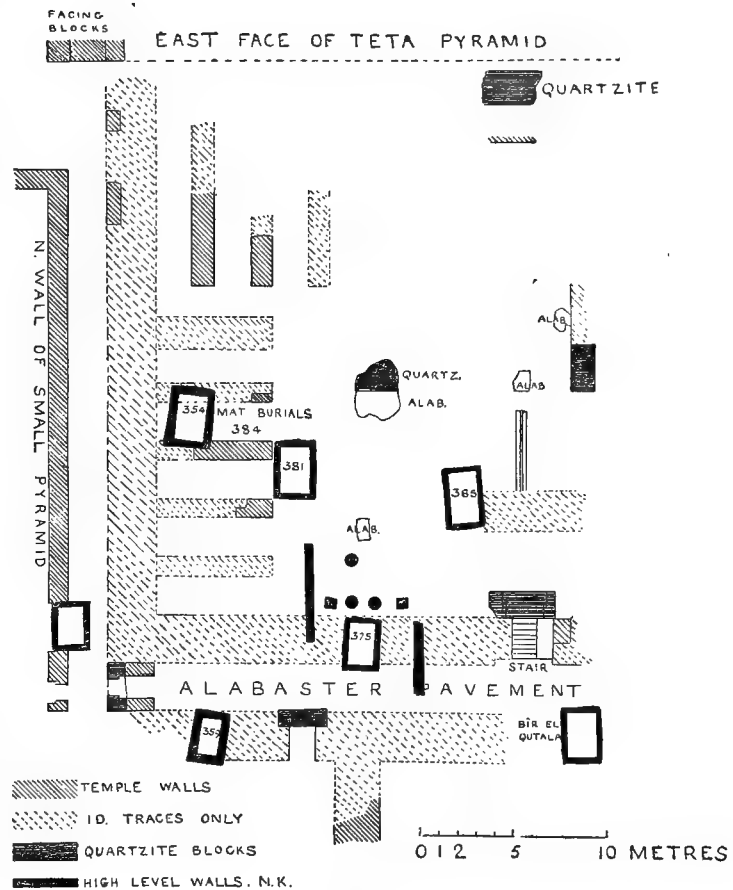 FACING
BLOCKS
EAST FACE OF TETA PYRAMID
QUARTZITE
N. WALL OF SMALL PYRAMID
ALAB.
QUARTZ.
ALAB
ALAB.
354
MAT BURIALS
384
381
365
ALAB.
375
STAIR
ALABASTER PAVEMENT
359
BÎR EL
QUTALA
TEMPLE WALLS
ID. TRACES ONLY
QUARTZITE BLOCKS
HIGH LEVEL WALLS. N.K.
0 1 2 5 10 METRES